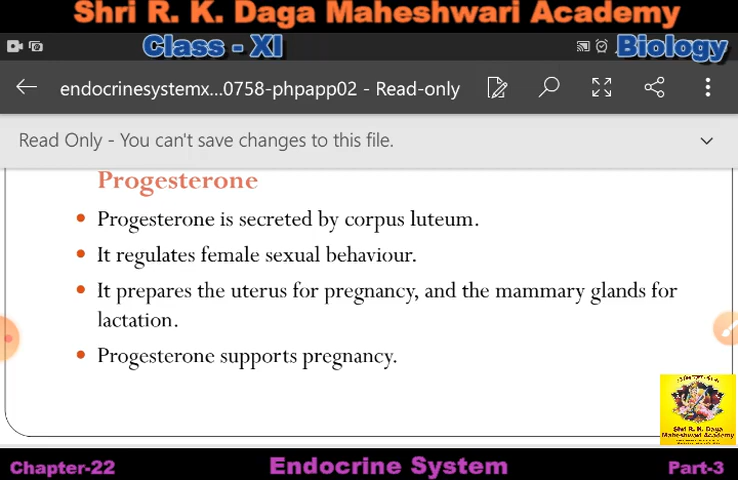 Shri R. K. Daga Maheshwari Academy
Class - XI
Biology
endocrinesystemx...0758-phpapp02 - Read-only
Read Only - You can't save changes to this file.
Progesterone
• Progesterone is secreted by corpus luteum.
• It regulates female sexual behaviour.
• It prepares the uterus for pregnancy, and the mammary glands for
lactation.
• Progesterone supports pregnancy.
Shri R. K. Daga
Maheshwari Academy
Chapter-22
Endocrine System
Part-3